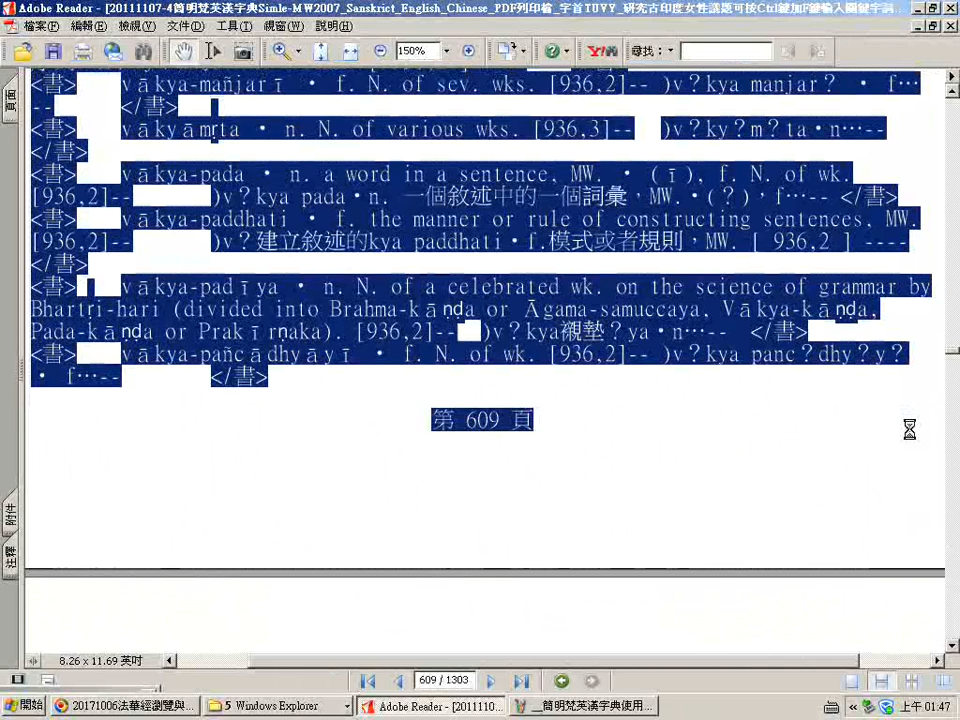 Adobe Reader - [20111107-4簡明梵英漢字典Simle-MW2007_Sanskrict_English_Chinese_PDF列印檔_字首TUVY_研究古印度女性議題可按Ctrl鍵加F鍵輸入關鍵字詞...
檔案(F) 編輯(E) 檢視(V) 文件(D) 工具(T) 視窗(W) 說明(H)
150% Y! 尋找：
頁面
<書> vākya-mañjarī • f. N. of sev. wks. [936,2]-- )v?kya manjar? • f…
-- </書>
<書> vākyāmṛta • n. N. of various wks. [936,3]-- )v?ky?m?ta•n…--
</書>
<書> vākya-pada • n. a word in a sentence, MW. • (ī), f. N. of wk.
[936,2]-- )v?kya pada•n. 一個敘述中的一個詞彙，MW.•(?)，f…-- </書>
<書> vākya-paddhati • f. the manner or rule of constructing sentences, MW.
[936,2]-- )v?建立敘述的kya paddhati•f.模式或者規則，MW. [ 936,2 ] ----
</書>
<書> vākya-padīya • n. N. of a celebrated wk. on the science of grammar by
Bhartṛi-hari (divided into Brahma-kāṇḍa or Āgama-samuccaya, Vākya-kāṇḍa,
Pada-kāṇḍa or Prakīrṇaka). [936,2]-- )v?kya襯墊?ya•n…-- </書>
<書> vākya-pañcādhyāyī • f. N. of wk. [936,2]-- )v?kya panc?dhy?y?
• f…-- </書>
第 609 頁
附件
注釋
8.26 x 11.69 英吋
609 / 1303
開始 20171006法華經瀏覽與... 5 Windows Explorer Adobe Reader - [20111... __簡明梵英漢字典使用... 上午 01:47